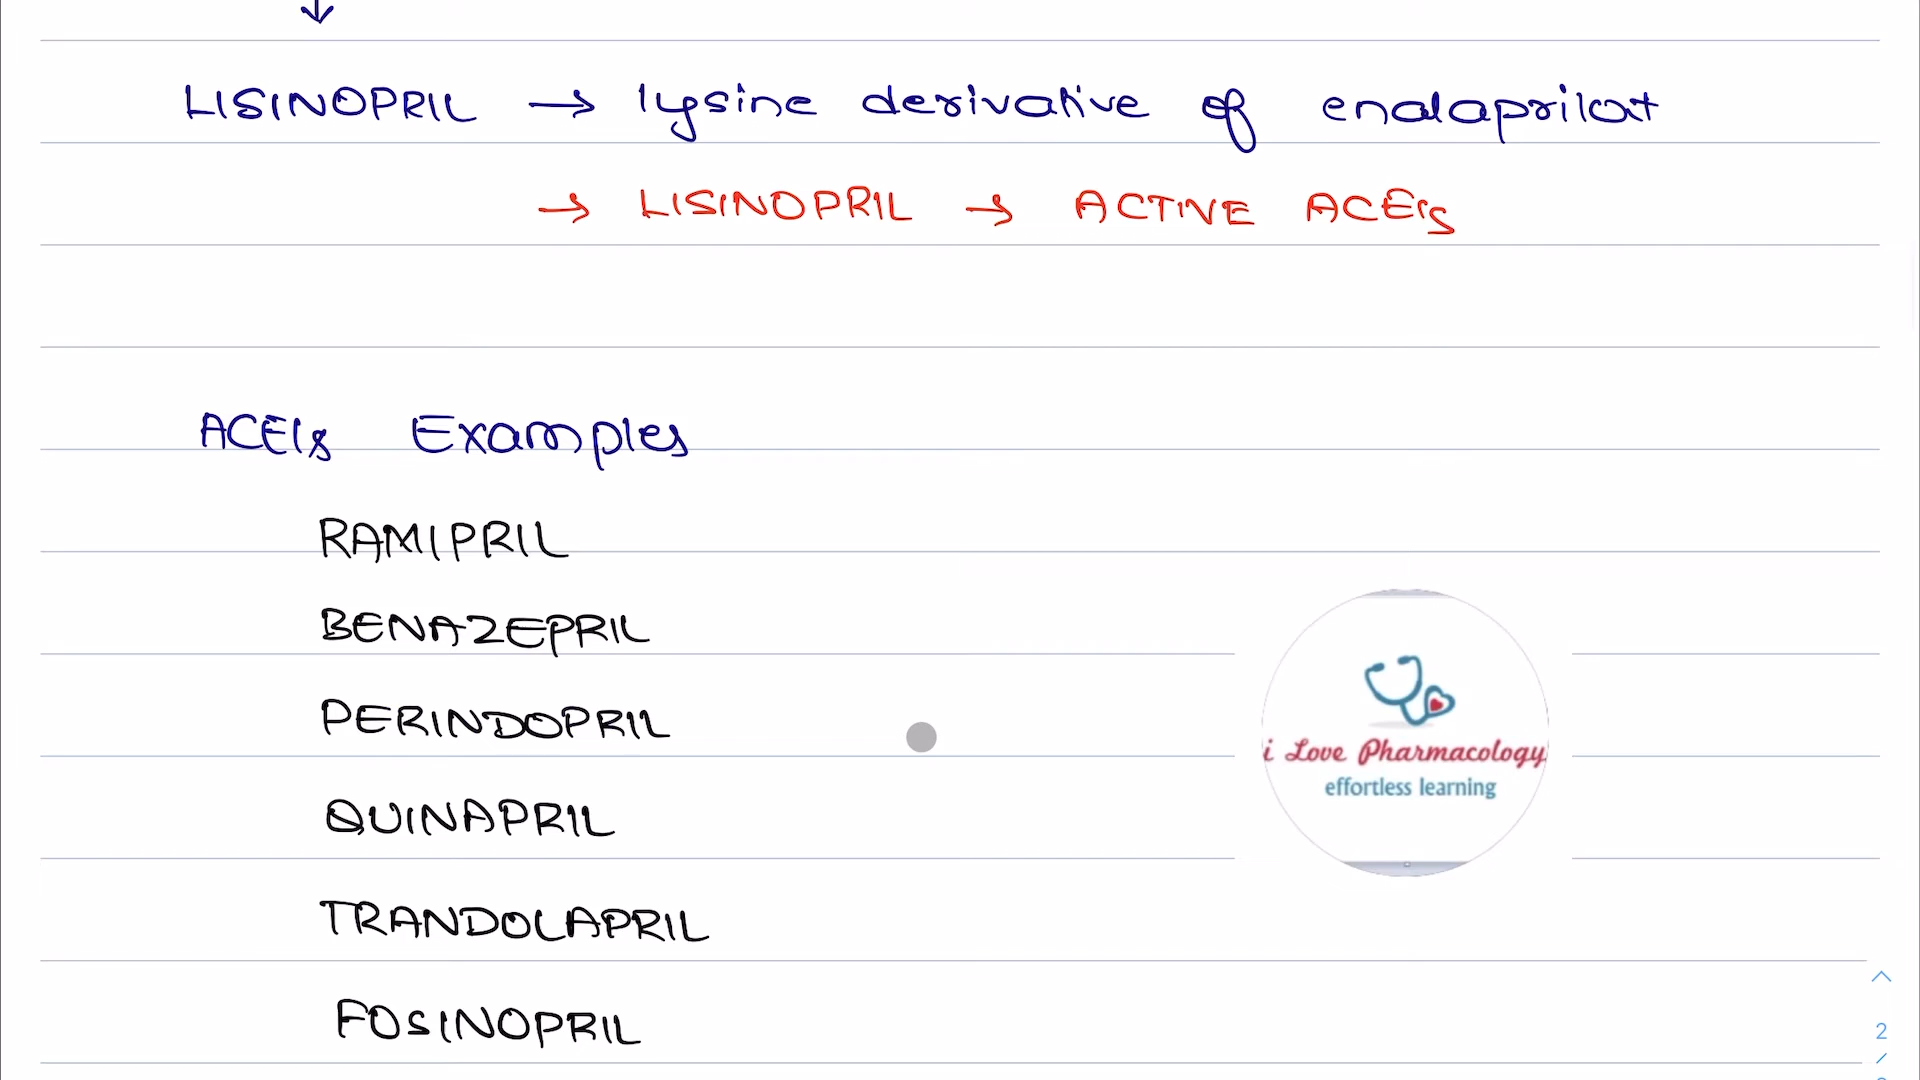 LISINOPRIL → lysine derivative of enalaprilat
→ LISINOPRIL → ACTIVE ACEIs
ACEIs Examples
RAMIPRIL
BENAZEPRIL
PERINDOPRIL
i Love Pharmacology
effortless learning
QUINAPRIL
TRANDOLAPRIL
FOSINOPRIL
2